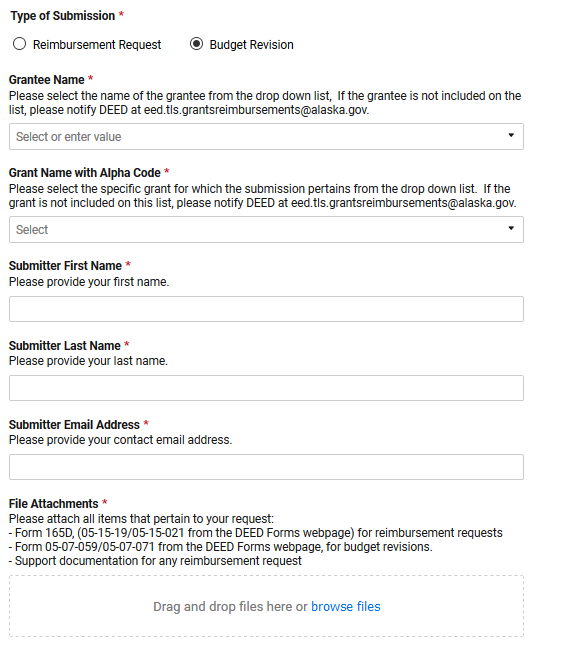 Type of Submission *
Reimbursement Request
Budget Revision
Grantee Name *
Please select the name of the grantee from the drop down list,  If the grantee is not included on the
list, please notify DEED at eed.tls.grantsreimbursements@alaska.gov.
Select or enter value
Grant Name with Alpha Code *
Please select the specific grant for which the submission pertains from the drop down list.  If the
grant is not included on this list, please notify DEED at eed.tls.grantsreimbursements@alaska.gov.
Select
Submitter First Name *
Please provide your first name.
Submitter Last Name *
Please provide your last name.
Submitter Email Address *
Please provide your contact email address.
File Attachments *
Please attach all items that pertain to your request:
- Form 165D, (05-15-19/05-15-021 from the DEED Forms webpage) for reimbursement requests
- Form 05-07-059/05-07-071 from the DEED Forms webpage, for budget revisions.
- Support documentation for any reimbursement request
Drag and drop files here or browse files